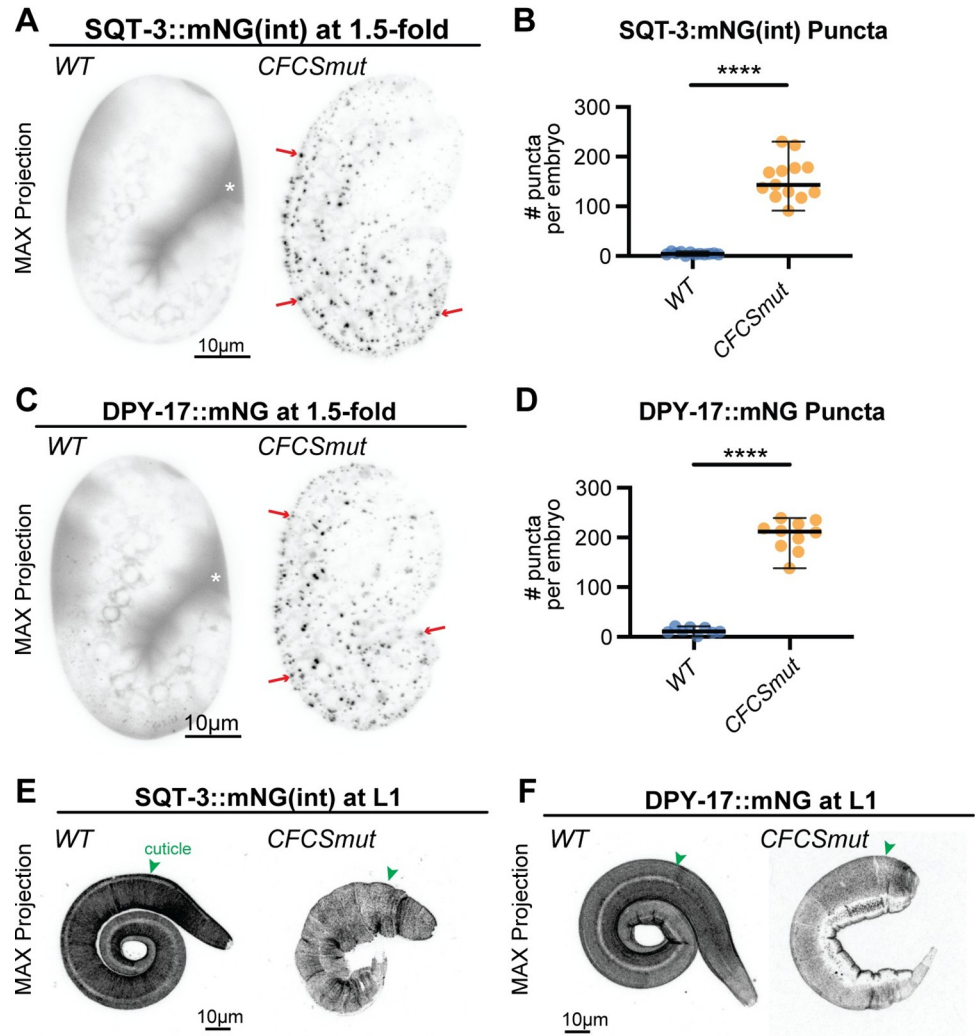 A
SQT-3::mNG(int) at 1.5-fold
WT
CFCSmut
MAX Projection
*
10µm
B
SQT-3:mNG(int) Puncta
****
# puncta
per embryo
300
200
100
0
WT
CFCSmut
C
DPY-17::mNG at 1.5-fold
WT
CFCSmut
MAX Projection
*
10µm
D
DPY-17::mNG Puncta
****
# puncta
per embryo
300
200
100
0
WT
CFCSmut
E
SQT-3::mNG(int) at L1
WT
CFCSmut
cuticle
MAX Projection
10µm
F
DPY-17::mNG at L1
WT
CFCSmut
MAX Projection
10µm